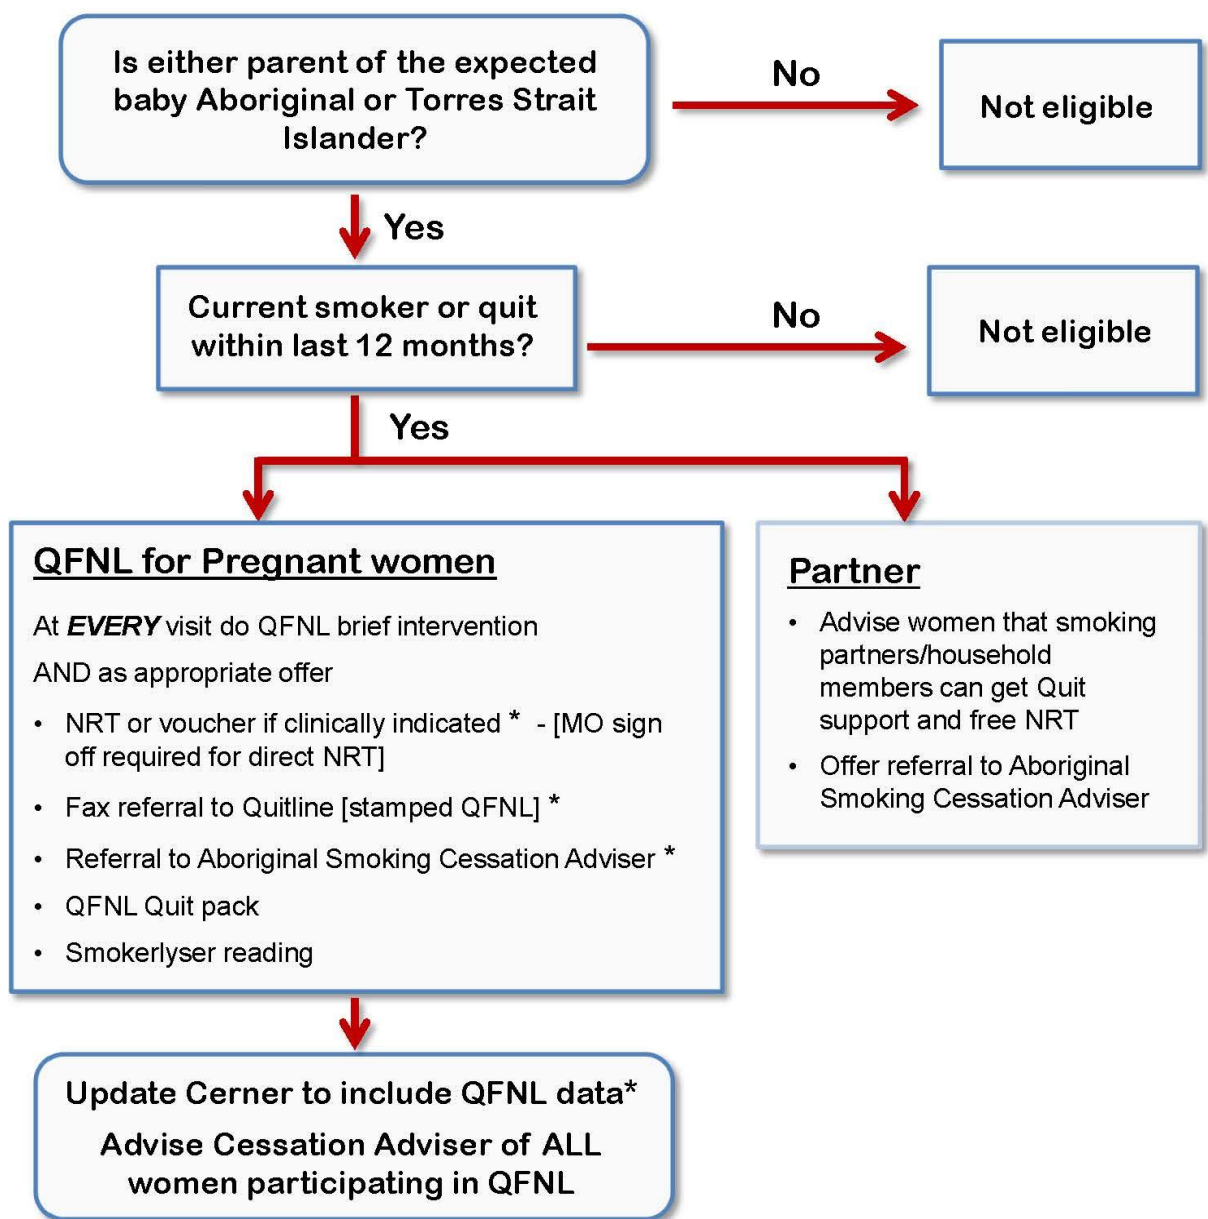 Is either parent of the expected
baby Aboriginal or Torres Strait
Islander?
No
Not eligible
Yes
Current smoker or quit
within last 12 months?
No
Not eligible
Yes
QFNL for Pregnant women
At EVERY visit do QFNL brief intervention
AND as appropriate offer
• NRT or voucher if clinically indicated * - [MO sign
off required for direct NRT]
• Fax referral to Quitline [stamped QFNL] *
• Referral to Aboriginal Smoking Cessation Adviser *
• QFNL Quit pack
• Smokerlyser reading
Partner
• Advise women that smoking
partners/household
members can get Quit
support and free NRT
• Offer referral to Aboriginal
Smoking Cessation Adviser
Update Cerner to include QFNL data*
Advise Cessation Adviser of ALL
women participating in QFNL